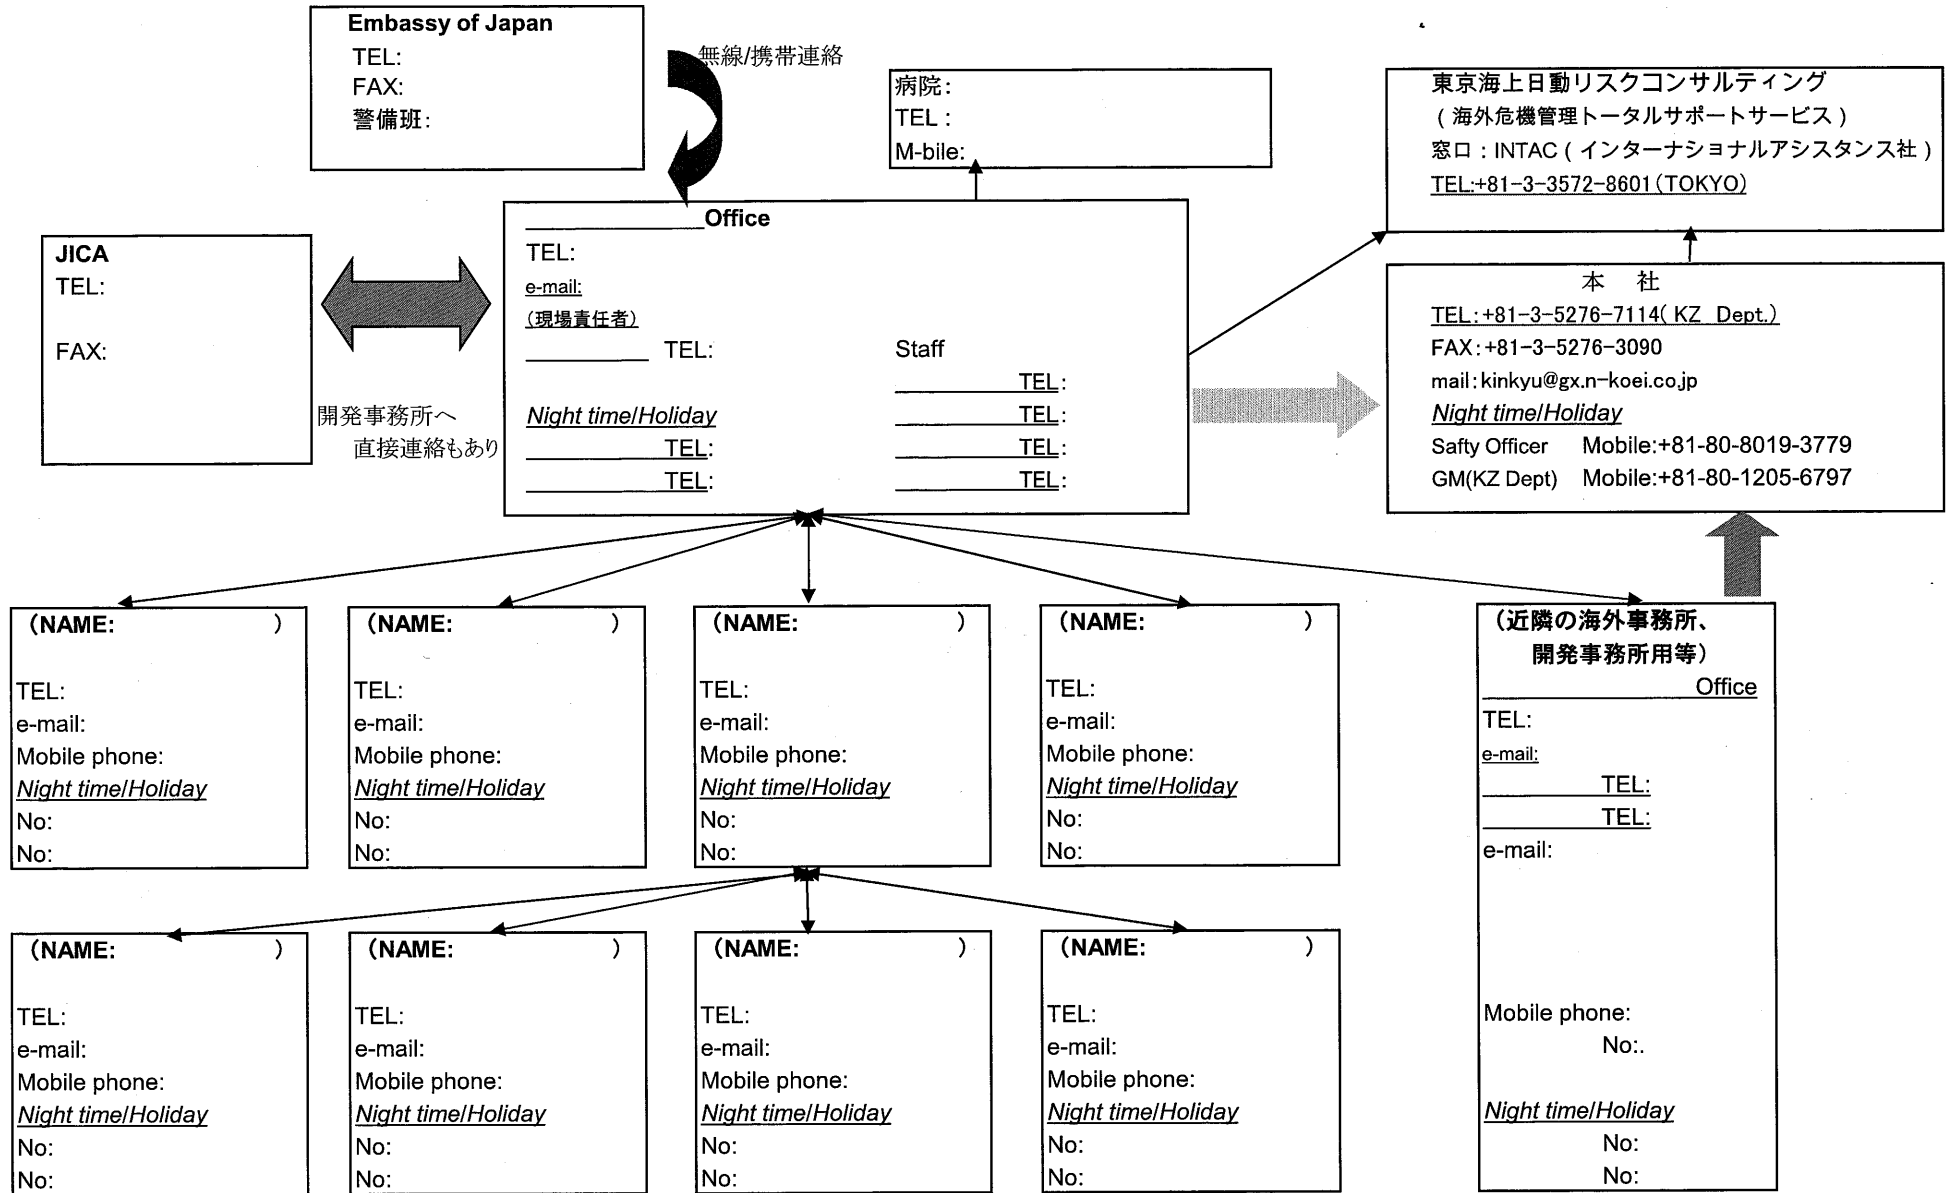 Embassy of Japan
TEL:
FAX:
警備班:
無線/携帯連絡
病院:
TEL :
M-bile:
東京海上日動リスクコンサルティング
( 海外危機管理トータルサポートサービス )
窓口 : INTAC ( インターナショナルアシスタンス社 )
TEL:+81-3-3572-8601(TOKYO)
JICA
TEL:
FAX:
開発事務所へ
直接連絡もあり
______________Office
TEL:
e-mail:
(現場責任者)
__________ TEL:
Night time/Holiday
___________TEL:
___________TEL:
Staff
__________TEL:
__________TEL:
__________TEL:
__________TEL:
本 社
TEL:+81-3-5276-7114( KZ Dept.)
FAX:+81-3-5276-3090
mail:kinkyu@gx.n-koei.co.jp
Night time/Holiday
Safty Officer Mobile:+81-80-8019-3779
GM(KZ Dept) Mobile:+81-80-1205-6797
(NAME: )
TEL:
e-mail:
Mobile phone:
Night time/Holiday
No:
No:
(NAME: )
TEL:
e-mail:
Mobile phone:
Night time/Holiday
No:
No:
(NAME: )
TEL:
e-mail:
Mobile phone:
Night time/Holiday
No:
No:
(NAME: )
TEL:
e-mail:
Mobile phone:
Night time/Holiday
No:
No:
(近隣の海外事務所、
開発事務所用等)
________________Office
TEL:
e-mail:
_________TEL:
_________TEL:
e-mail:
Mobile phone:
No:.
Night time/Holiday
No:
No:
(NAME: )
TEL:
e-mail:
Mobile phone:
Night time/Holiday
No:
No:
(NAME: )
TEL:
e-mail:
Mobile phone:
Night time/Holiday
No:
No:
(NAME: )
TEL:
e-mail:
Mobile phone:
Night time/Holiday
No:
No:
(NAME: )
TEL:
e-mail:
Mobile phone:
Night time/Holiday
No:
No: